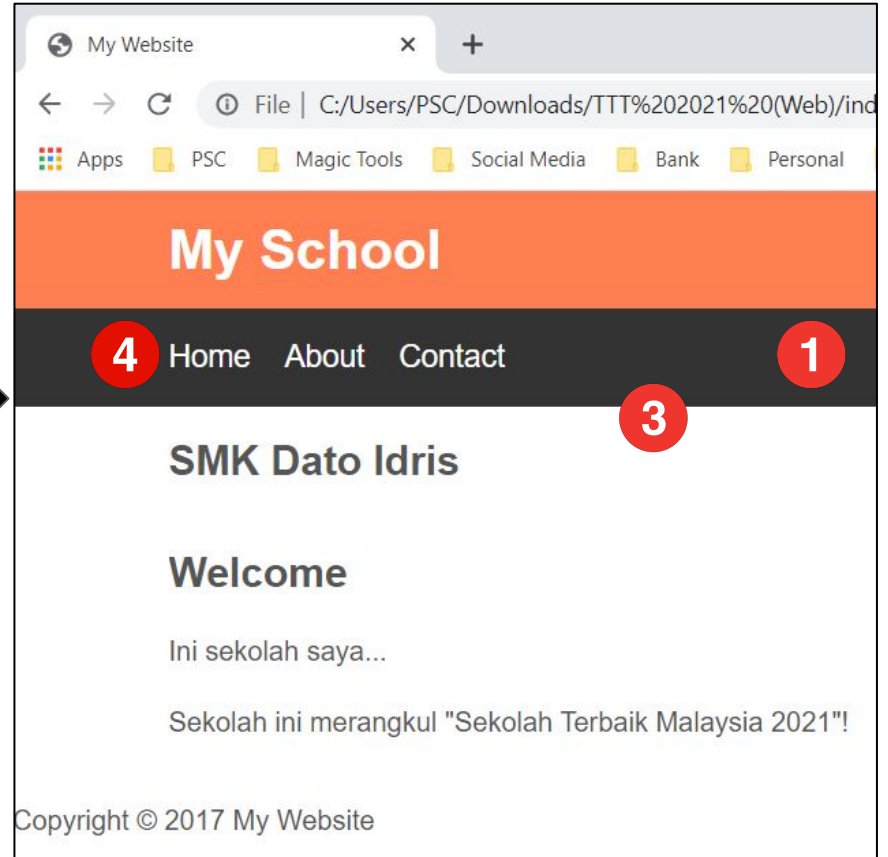 My Website
File | C:/Users/PSC/Downloads/TTT%202021%20(Web)/ind
Apps PSC Magic Tools Social Media Bank Personal
My School
4 Home About Contact 1
3
SMK Dato Idris
Welcome
Ini sekolah saya...
Sekolah ini merangkul "Sekolah Terbaik Malaysia 2021"!
Copyright © 2017 My Website